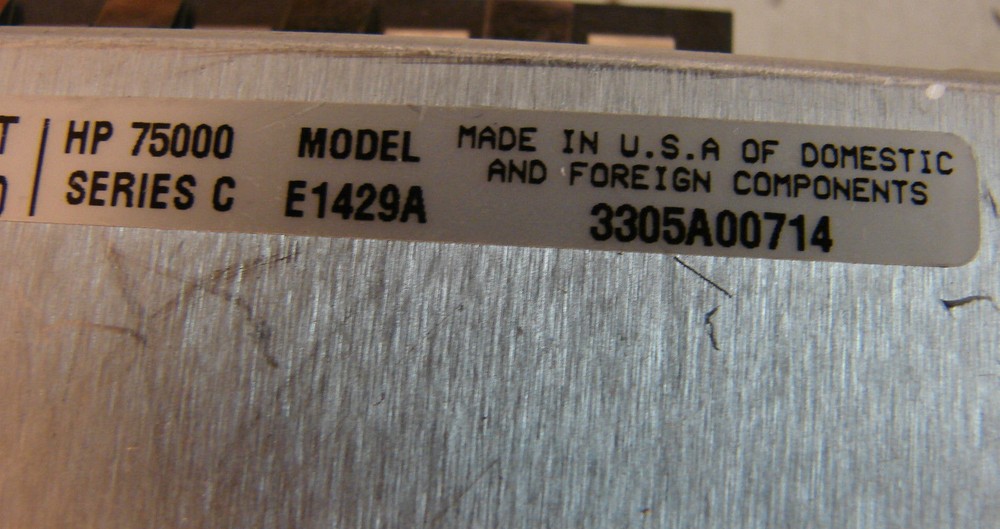 HP 75000
SERIES C
MODEL
E1429A
MADE IN U.S.A OF DOMESTIC
AND FOREIGN COMPONENTS
3305A00714